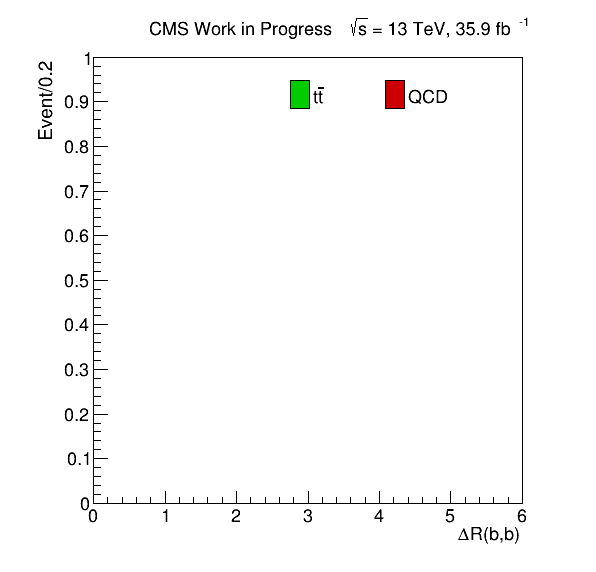 CMS Work in Progress √s = 13 TeV, 35.9 fb -1
Event/0.2
1
0.9
0.8
0.7
0.6
0.5
0.4
0.3
0.2
0.1
0
tt̄ QCD
0 1 2 3 4 5 6
ΔR(b,b)